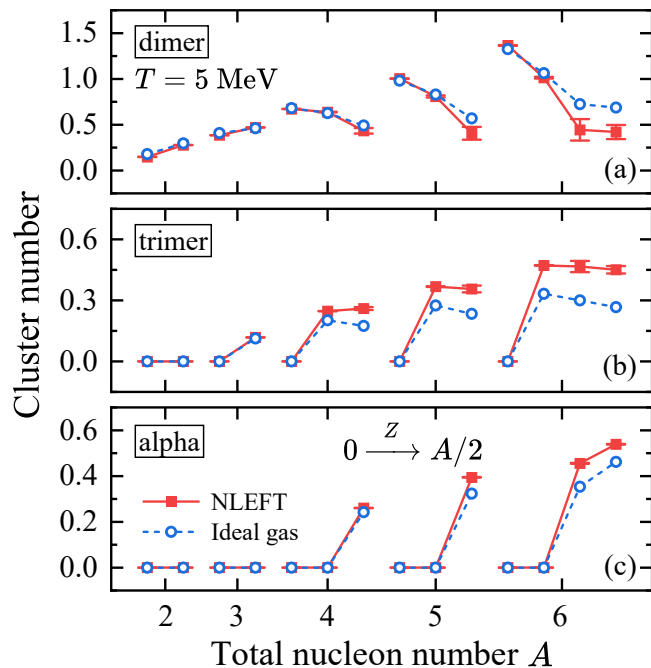 1.5
dimer
T = 5 MeV
1.0
0.5
0.0
(a)
0.6
trimer
0.3
0.0
(b)
Cluster number
0.6
alpha
0 Z⟶ A/2
0.4
NLEFT
0.2
Ideal gas
0.0
(c)
2 3 4 5 6
Total nucleon number A